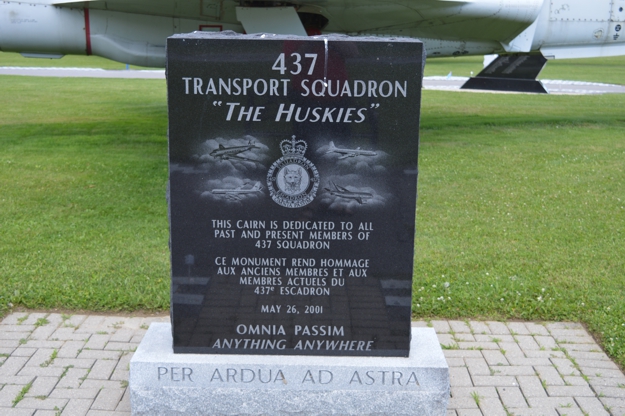 437
TRANSPORT SQUADRON
"THE HUSKIES"
THIS CAIRN IS DEDICATED TO ALL
PAST AND PRESENT MEMBERS OF
437 SQUADRON
CE MONUMENT REND HOMMAGE
AUX ANCIENS MEMBRES ET AUX
MEMBRES ACTUELS DU
437e ESCADRON
MAY 26, 2001
OMNIA PASSIM
ANYTHING ANYWHERE
PER ARDUA AD ASTRA